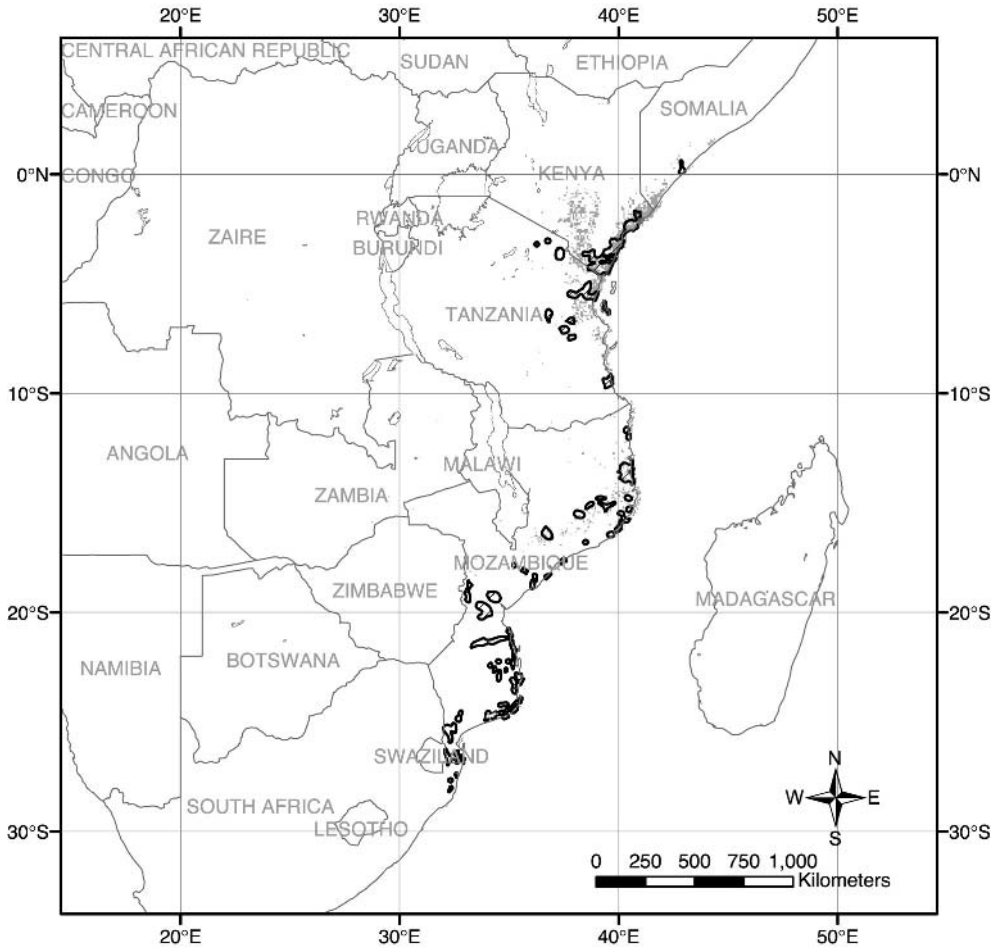 20°E 30°E 40°E 50°E
CENTRAL AFRICAN REPUBLIC
SUDAN
ETHIOPIA
CAMEROON
SOMALIA
UGANDA
0°N
CONGO
KENYA
0°N
RWANDA
ZAIRE
BURUNDI
TANZANIA
10°S
10°S
ANGOLA
MALAWI
ZAMBIA
MOZAMBIQUE
ZIMBABWE
MADAGASCAR
20°S
20°S
NAMIBIA
BOTSWANA
SWAZILAND
N
W
E
S
SOUTH AFRICA
LESOTHO
30°S
30°S
0 250 500 750 1,000
Kilometers
20°E 30°E 40°E 50°E